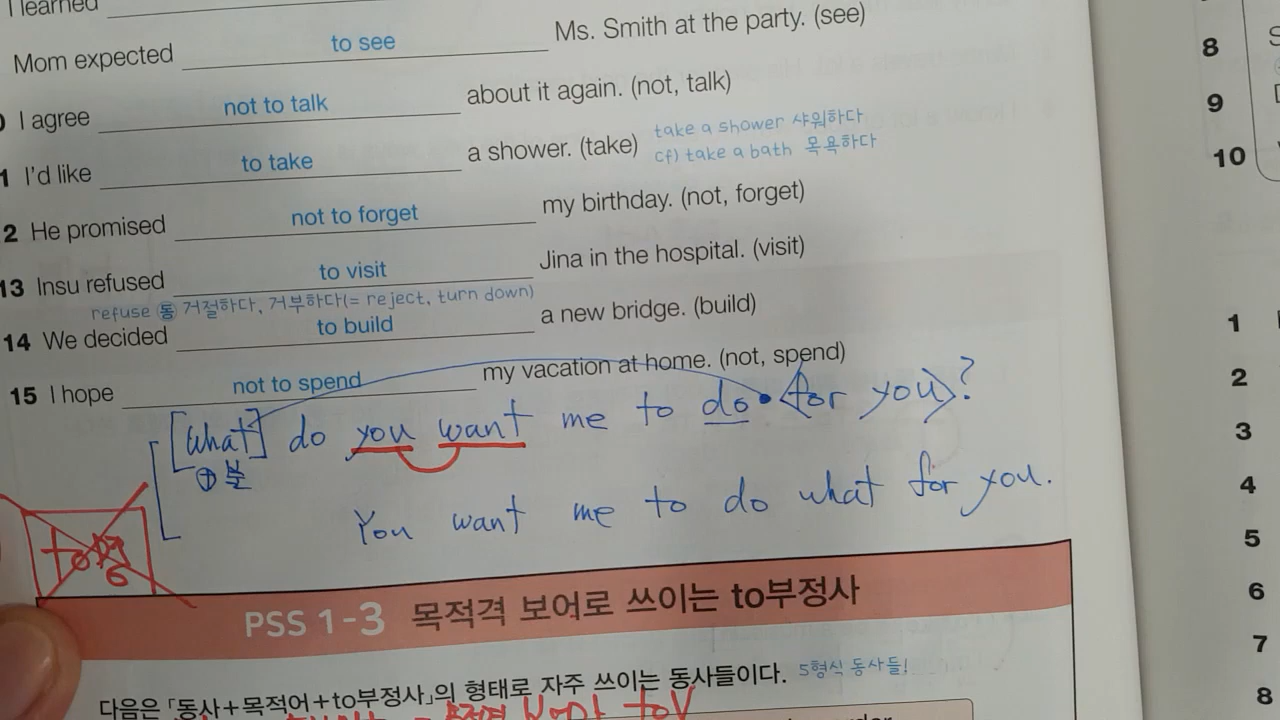 I learned
Mom expected to see Ms. Smith at the party. (see)
I agree not to talk about it again. (not, talk)
take a shower 샤워하다
1 I'd like to take a shower. (take)
cf) take a bath 목욕하다
2 He promised not to forget my birthday. (not, forget)
13 Insu refused to visit Jina in the hospital. (visit)
refuse 동 거절하다, 거부하다(= reject, turn down)
14 We decided to build a new bridge. (build)
15 I hope not to spend my vacation at home. (not, spend)
[What] do you want me to do <for you>?
You want me to do what for you.
PSS 1-3 목적격 보어로 쓰이는 to부정사
다음은 「동사+목적어+to부정사」의 형태로 자주 쓰이는 동사들이다. 5형식 동사들!
toV
8
9
10
1
2
3
4
5
6
7
8